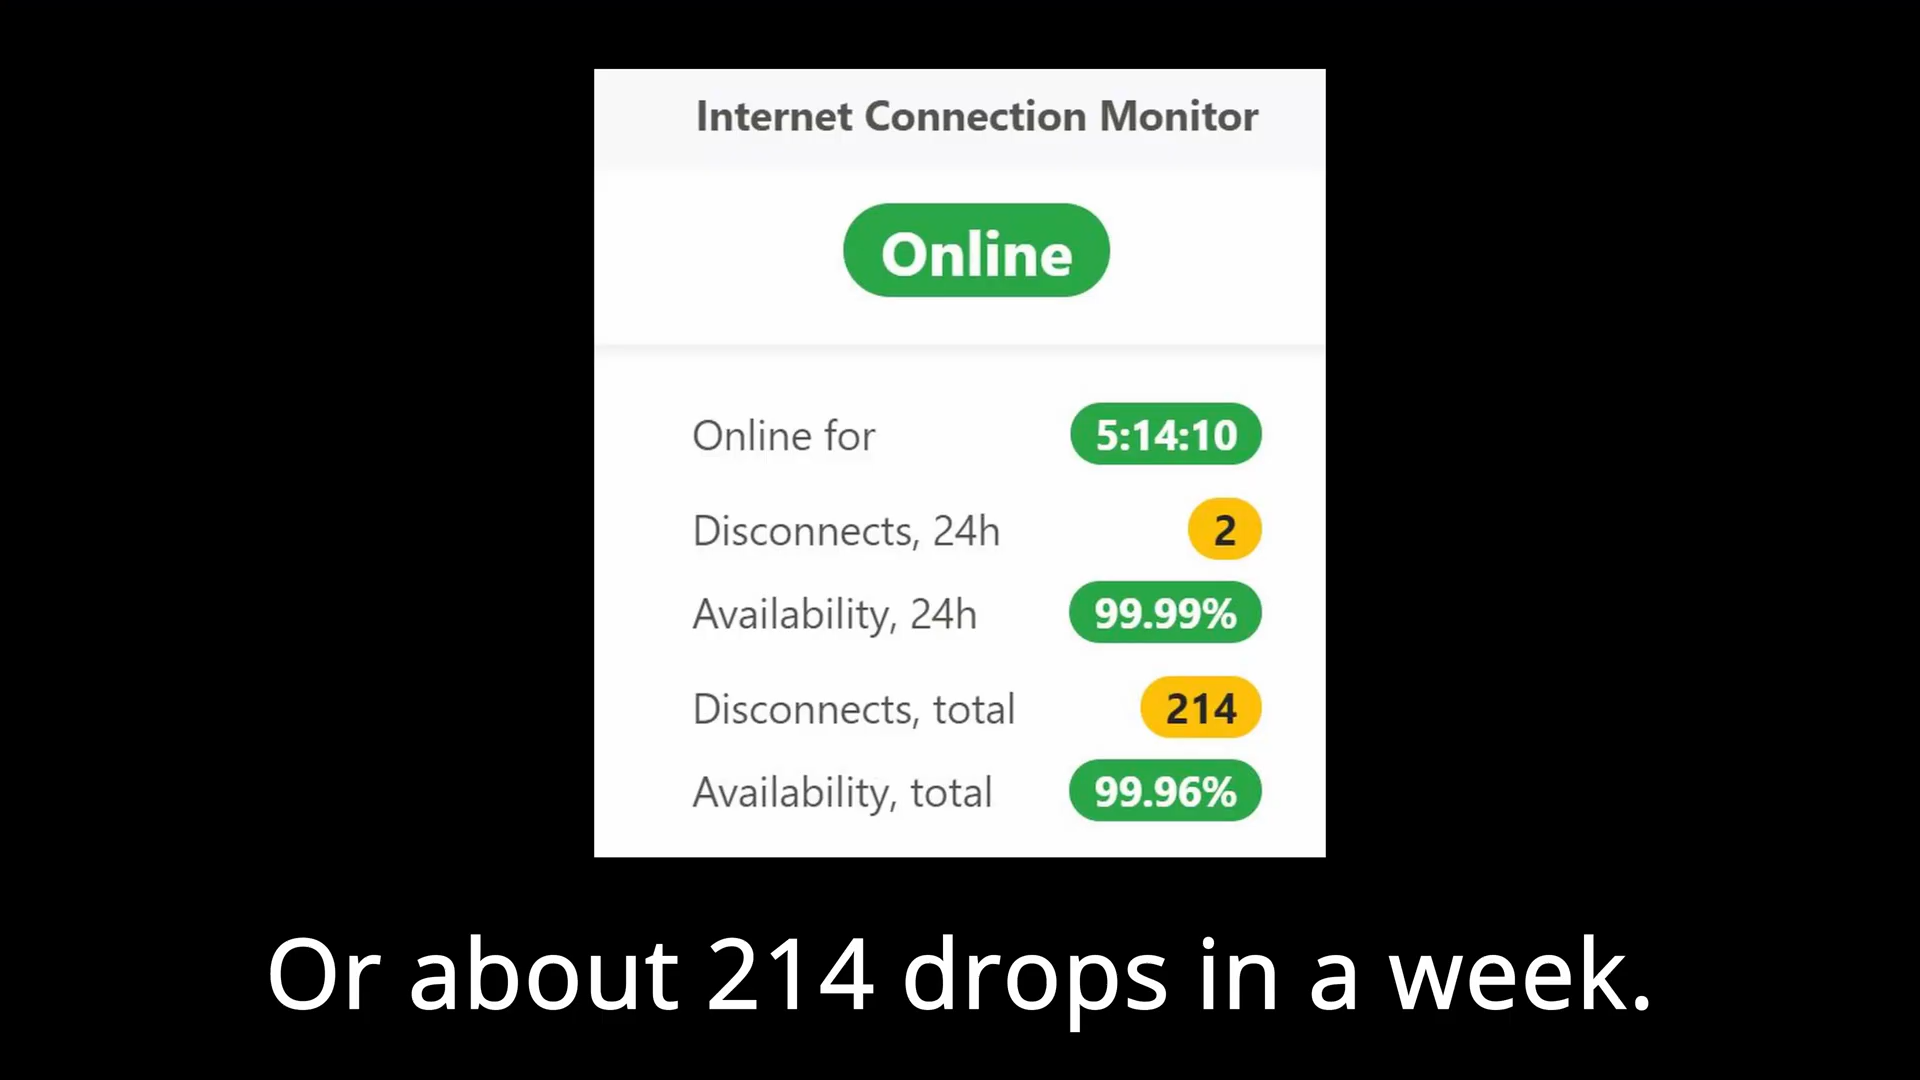 Internet Connection Monitor
Online
Online for 5:14:10
Disconnects, 24h 2
Availability, 24h 99.99%
Disconnects, total 214
Availability, total 99.96%
Or about 214 drops in a week.